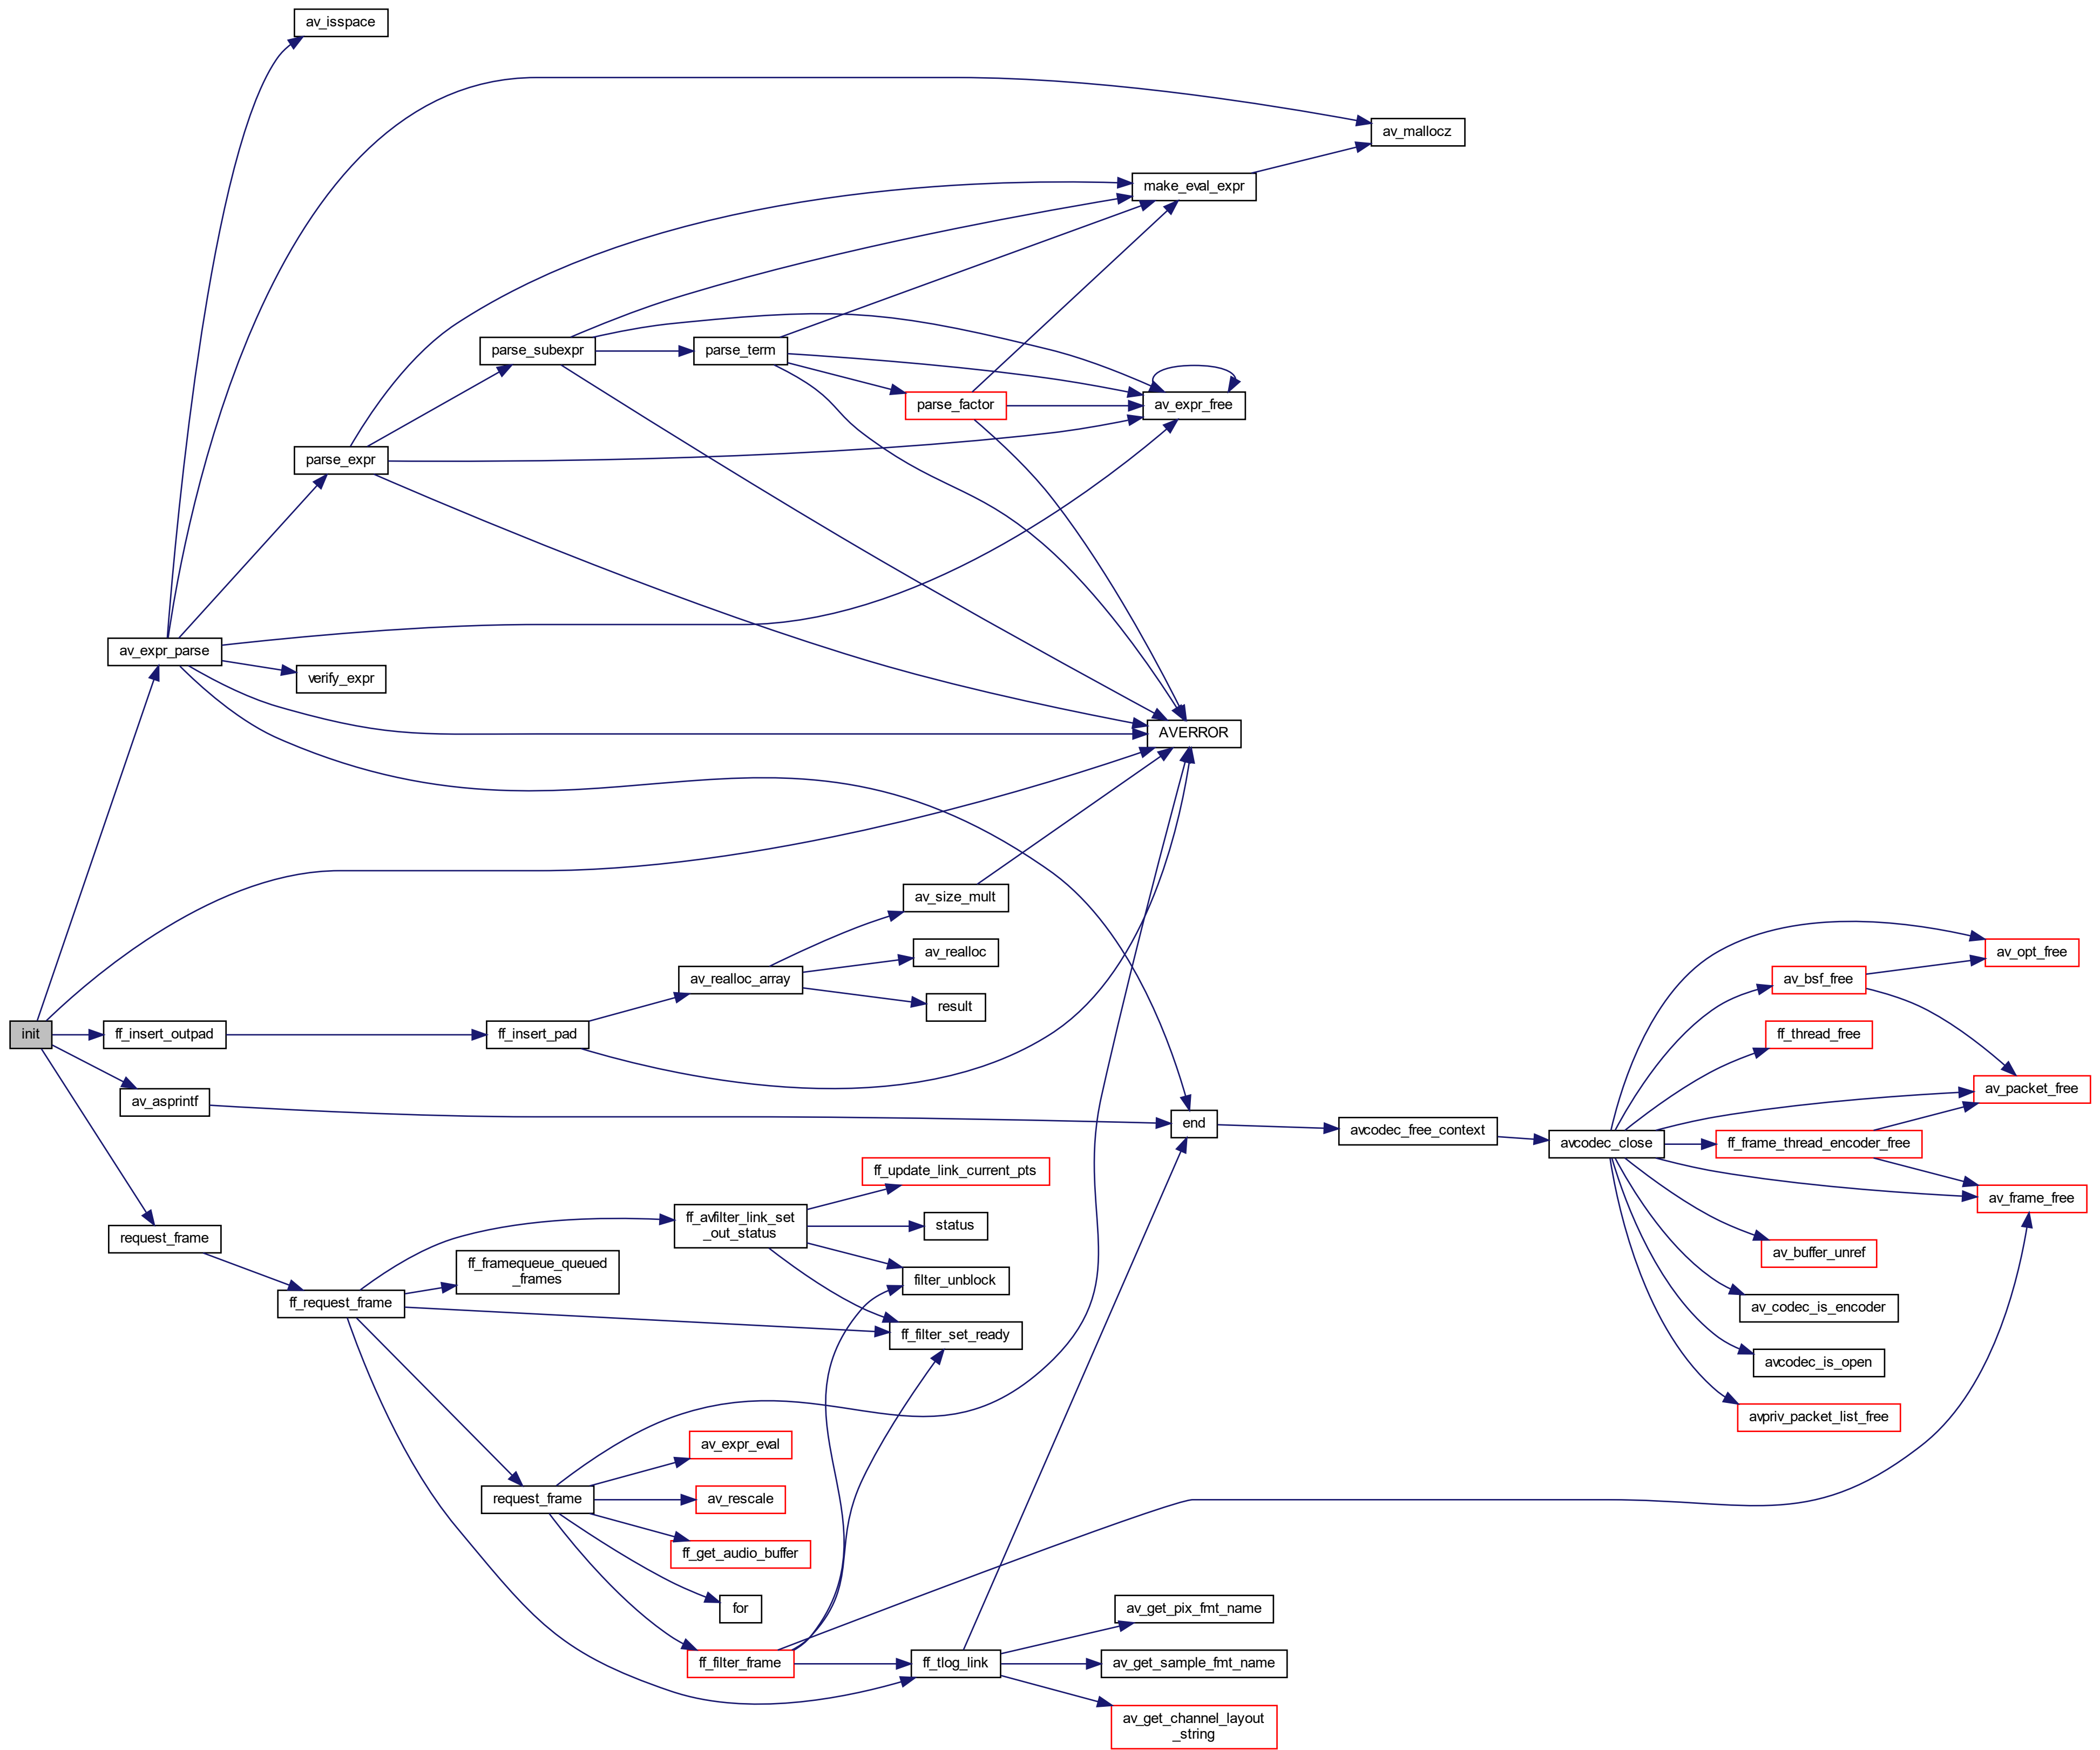 av_isspace
av_mallocz
make_eval_expr
parse_subexpr
parse_term
parse_factor
av_expr_free
parse_expr
av_expr_parse
verify_expr
AVERROR
av_size_mult
av_realloc
av_realloc_array
result
init
ff_insert_outpad
ff_insert_pad
av_asprintf
end
avcodec_free_context
avcodec_close
av_opt_free
av_bsf_free
ff_thread_free
av_packet_free
ff_frame_thread_encoder_free
av_frame_free
av_buffer_unref
av_codec_is_encoder
avcodec_is_open
avpriv_packet_list_free
ff_update_link_current_pts
request_frame
ff_avfilter_link_set
_out_status
status
ff_framequeue_queued
_frames
filter_unblock
ff_request_frame
ff_filter_set_ready
av_expr_eval
request_frame
av_rescale
ff_get_audio_buffer
for
ff_filter_frame
ff_tlog_link
av_get_pix_fmt_name
av_get_sample_fmt_name
av_get_channel_layout
_string